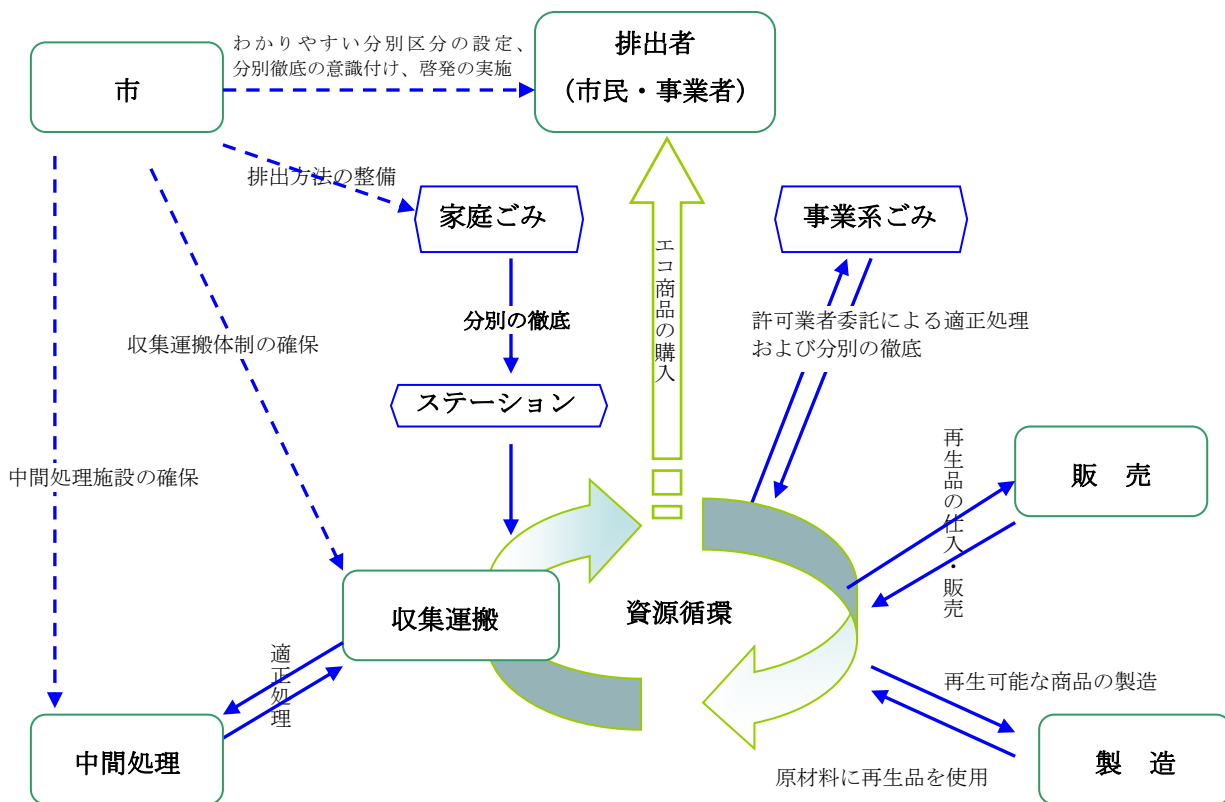 わかりやすい分別区分の設定、
分別徹底の意識付け、啓発の実施
排出者
（市民・事業者）
市
排出方法の整備
家庭ごみ
事業系ごみ
エコ商品の購入
分別の徹底
許可業者委託による適正処理
および分別の徹底
収集運搬体制の確保
ステーション
中間処理施設の確保
再生品の仕入・販売
販　売
収集運搬
資源循環
適正処理
再生可能な商品の製造
中間処理
原材料に再生品を使用
製　造